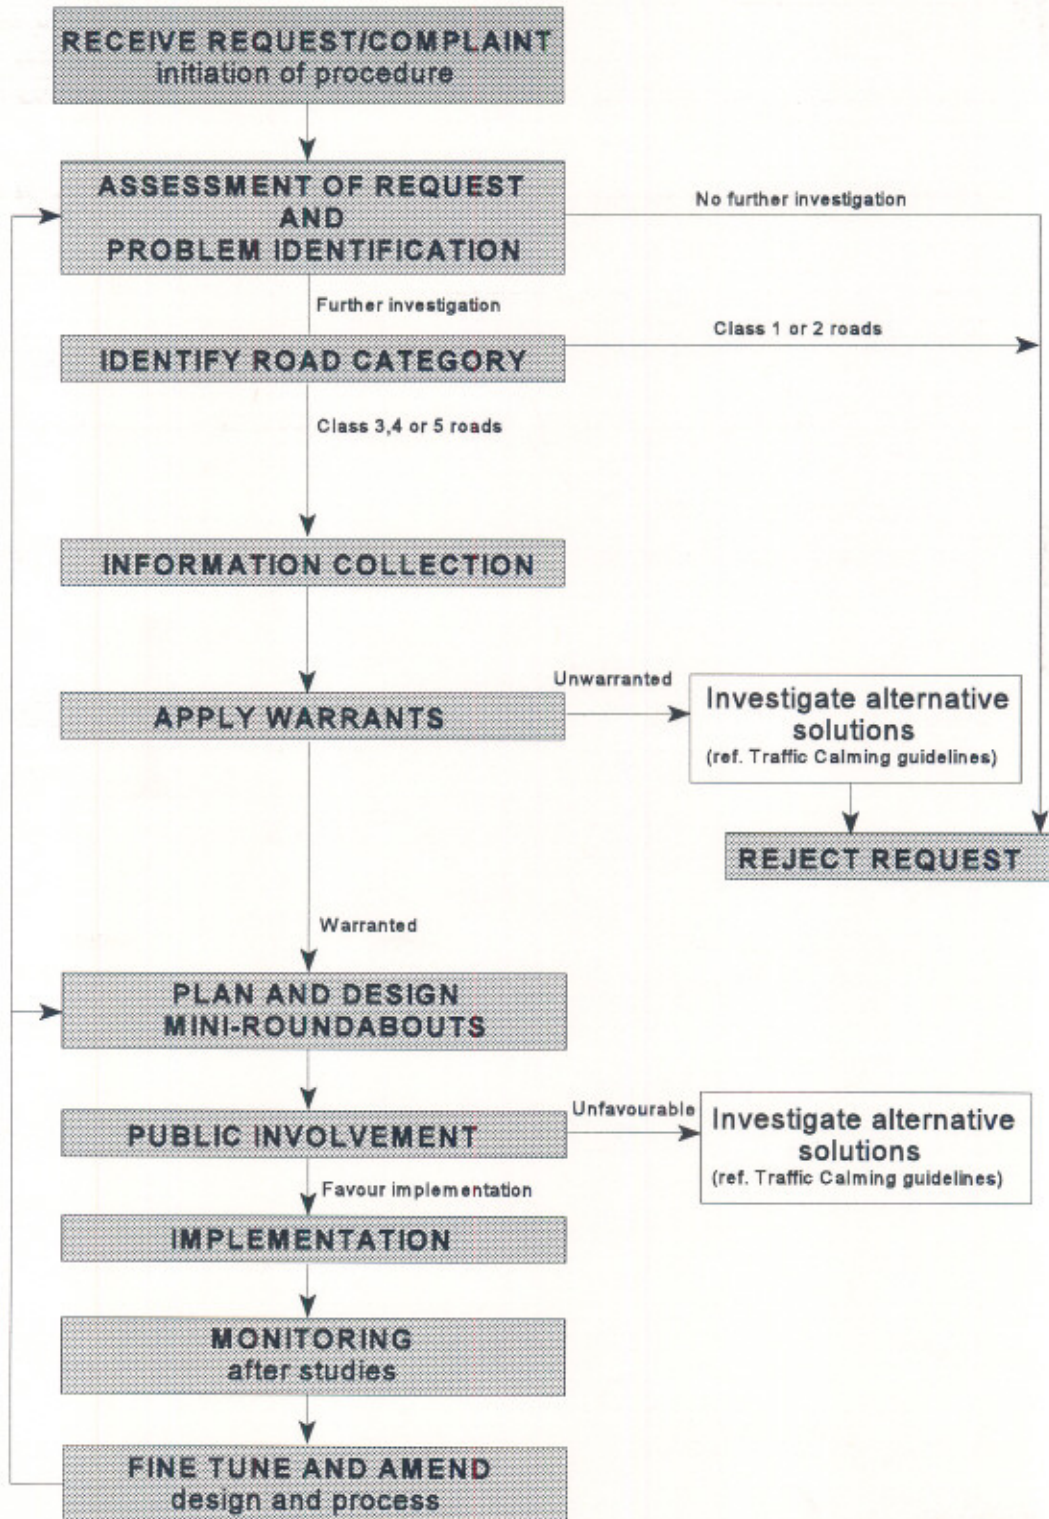 RECEIVE REQUEST/COMPLAINT
initiation of procedure
ASSESSMENT OF REQUEST
AND
PROBLEM IDENTIFICATION
No further investigation
Further investigation
IDENTIFY ROAD CATEGORY
Class 1 or 2 roads
Class 3,4 or 5 roads
INFORMATION COLLECTION
APPLY WARRANTS
Unwarranted
Investigate alternative
solutions
(ref. Traffic Calming guidelines)
REJECT REQUEST
Warranted
PLAN AND DESIGN
MINI-ROUNDABOUTS
PUBLIC INVOLVEMENT
Unfavourable
Investigate alternative
solutions
(ref. Traffic Calming guidelines)
Favour implementation
IMPLEMENTATION
MONITORING
after studies
FINE TUNE AND AMEND
design and process